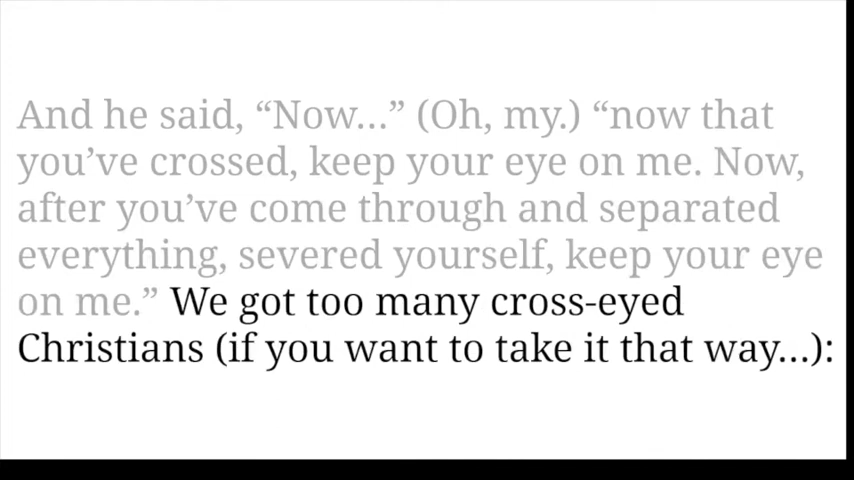 And he said, “Now…” (Oh, my.) “now that
you’ve crossed, keep your eye on me. Now,
after you’ve come through and separated
everything, severed yourself, keep your eye
on me.” We got too many cross-eyed
Christians (if you want to take it that way…):